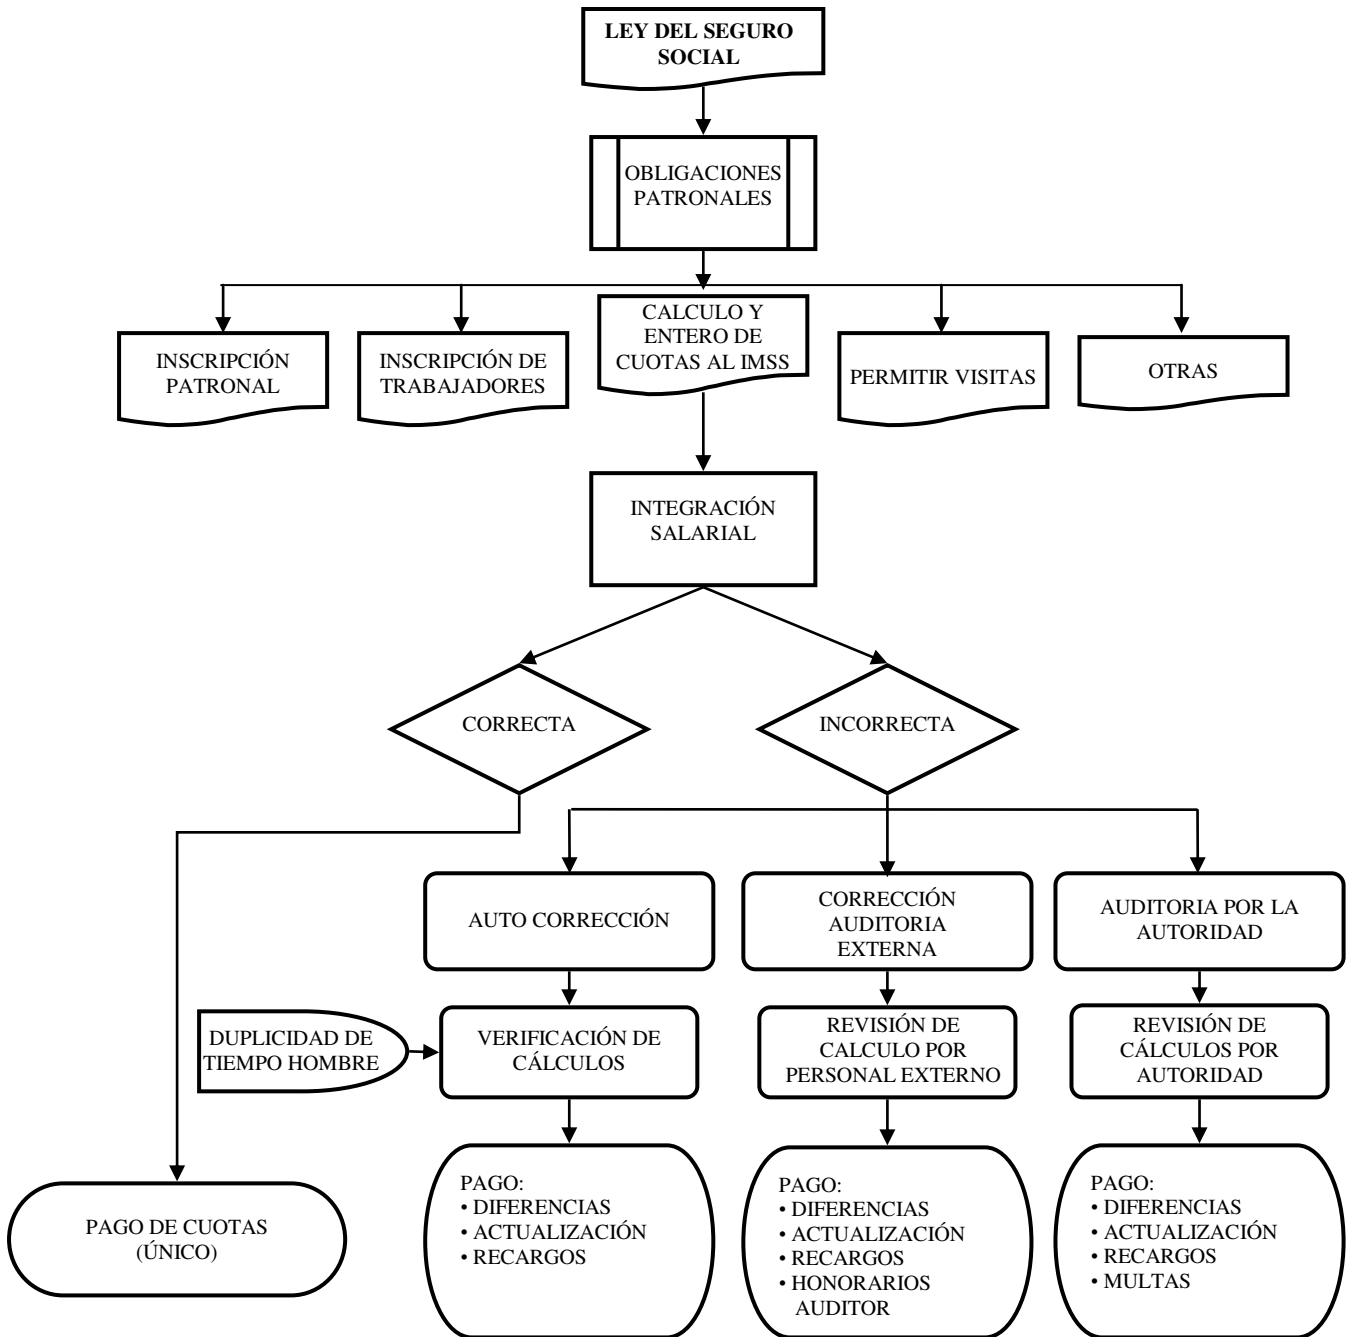 LEY DEL SEGURO
SOCIAL
OBLIGACIONES
PATRONALES
INSCRIPCIÓN
PATRONAL
INSCRIPCIÓN DE
TRABAJADORES
CALCULO Y
ENTERO DE
CUOTAS AL IMSS
PERMITIR VISITAS
OTRAS
INTEGRACIÓN
SALARIAL
CORRECTA
INCORRECTA
AUTO CORRECCIÓN
CORRECCIÓN
AUDITORIA
EXTERNA
AUDITORIA POR LA
AUTORIDAD
DUPLICIDAD DE
TIEMPO HOMBRE
VERIFICACIÓN DE
CÁLCULOS
REVISIÓN DE
CALCULO POR
PERSONAL EXTERNO
REVISIÓN DE
CÁLCULOS POR
AUTORIDAD
PAGO DE CUOTAS
(ÚNICO)
PAGO:
• DIFERENCIAS
• ACTUALIZACIÓN
• RECARGOS
PAGO:
• DIFERENCIAS
• ACTUALIZACIÓN
• RECARGOS
• HONORARIOS
AUDITOR
PAGO:
• DIFERENCIAS
• ACTUALIZACIÓN
• RECARGOS
• MULTAS